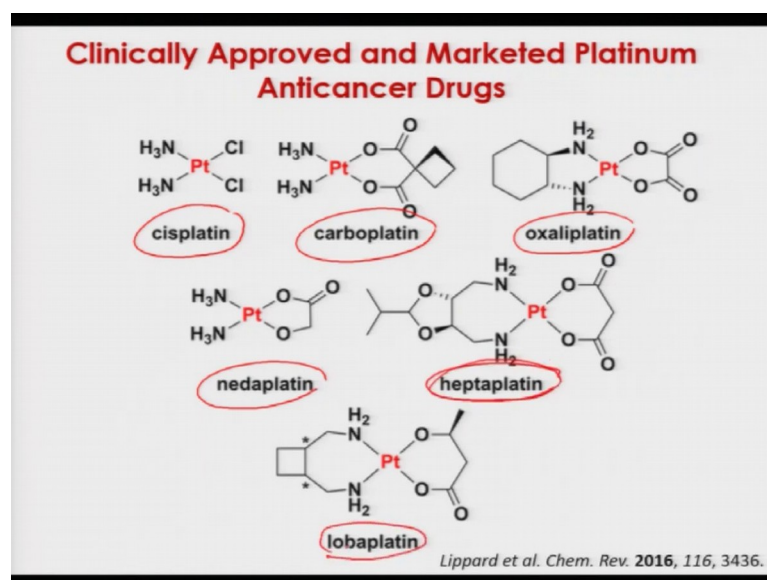 Clinically Approved and Marketed Platinum
Anticancer Drugs
H₃N Cl
Pt
H₃N Cl
cisplatin
O
H₃N O
Pt
H₃N O
O
carboplatin
H₂
N O O
Pt
N O O
H₂
oxaliplatin
H₃N O O
Pt
H₃N O
nedaplatin
H₂ O
O N O
Pt
O N O
H₂ O
heptaplatin
H₂
* N O
Pt
* N O
H₂ O
lobaplatin
Lippard et al. Chem. Rev. 2016, 116, 3436.